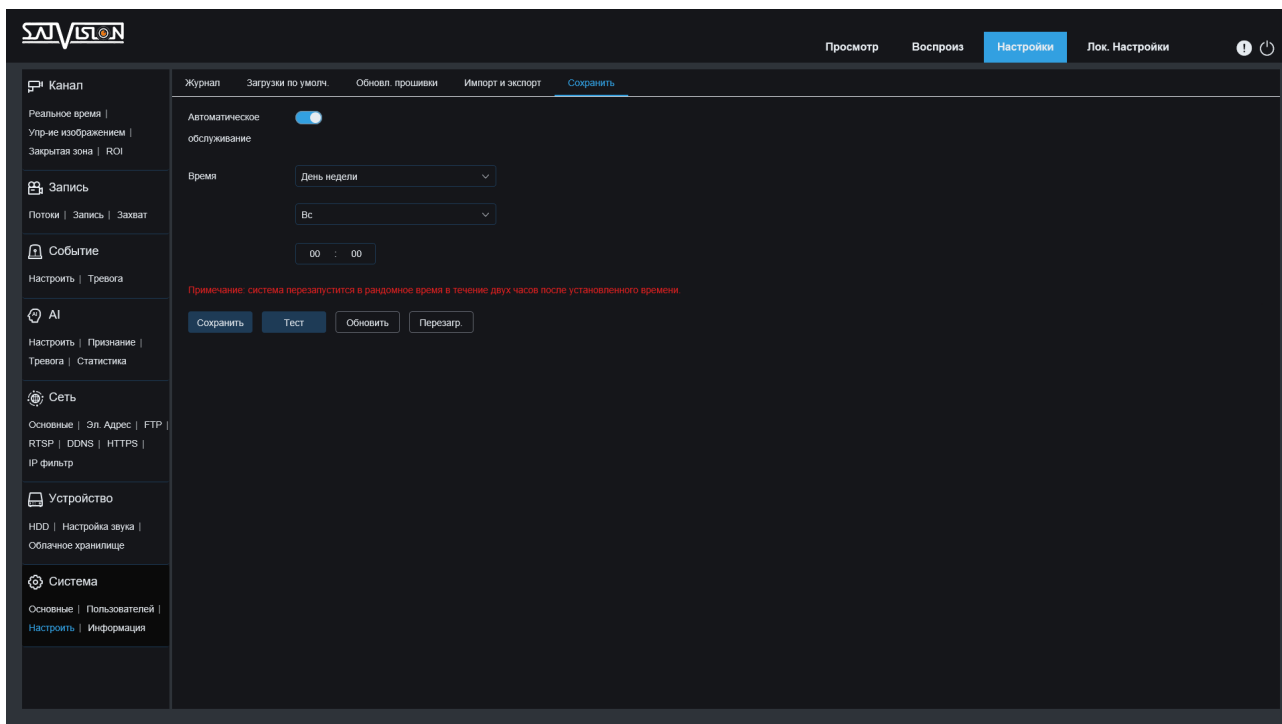 SATVISION
Просмотр Воспроиз Настройки Лок. Настройки
Канал
Реальное время |
Упр-ие изображением |
Закрытая зона | ROI
Запись
Потоки | Запись | Захват
Событие
Настроить | Тревога
AI
Настроить | Признание |
Тревога | Статистика
Сеть
Основные | Эл. Адрес | FTP |
RTSP | DDNS | HTTPS |
IP фильтр
Устройство
HDD | Настройка звука |
Облачное хранилище
Система
Основные | Пользователей |
Настроить | Информация
Журнал Загрузки по умолч. Обновл. прошивки Импорт и экспорт Сохранить
Автоматическое
обслуживание
Время День недели
Вс
00 : 00
Примечание: система перезапустится в рандомное время в течение двух часов после установленного времени.
Сохранить Тест Обновить Перезагр.